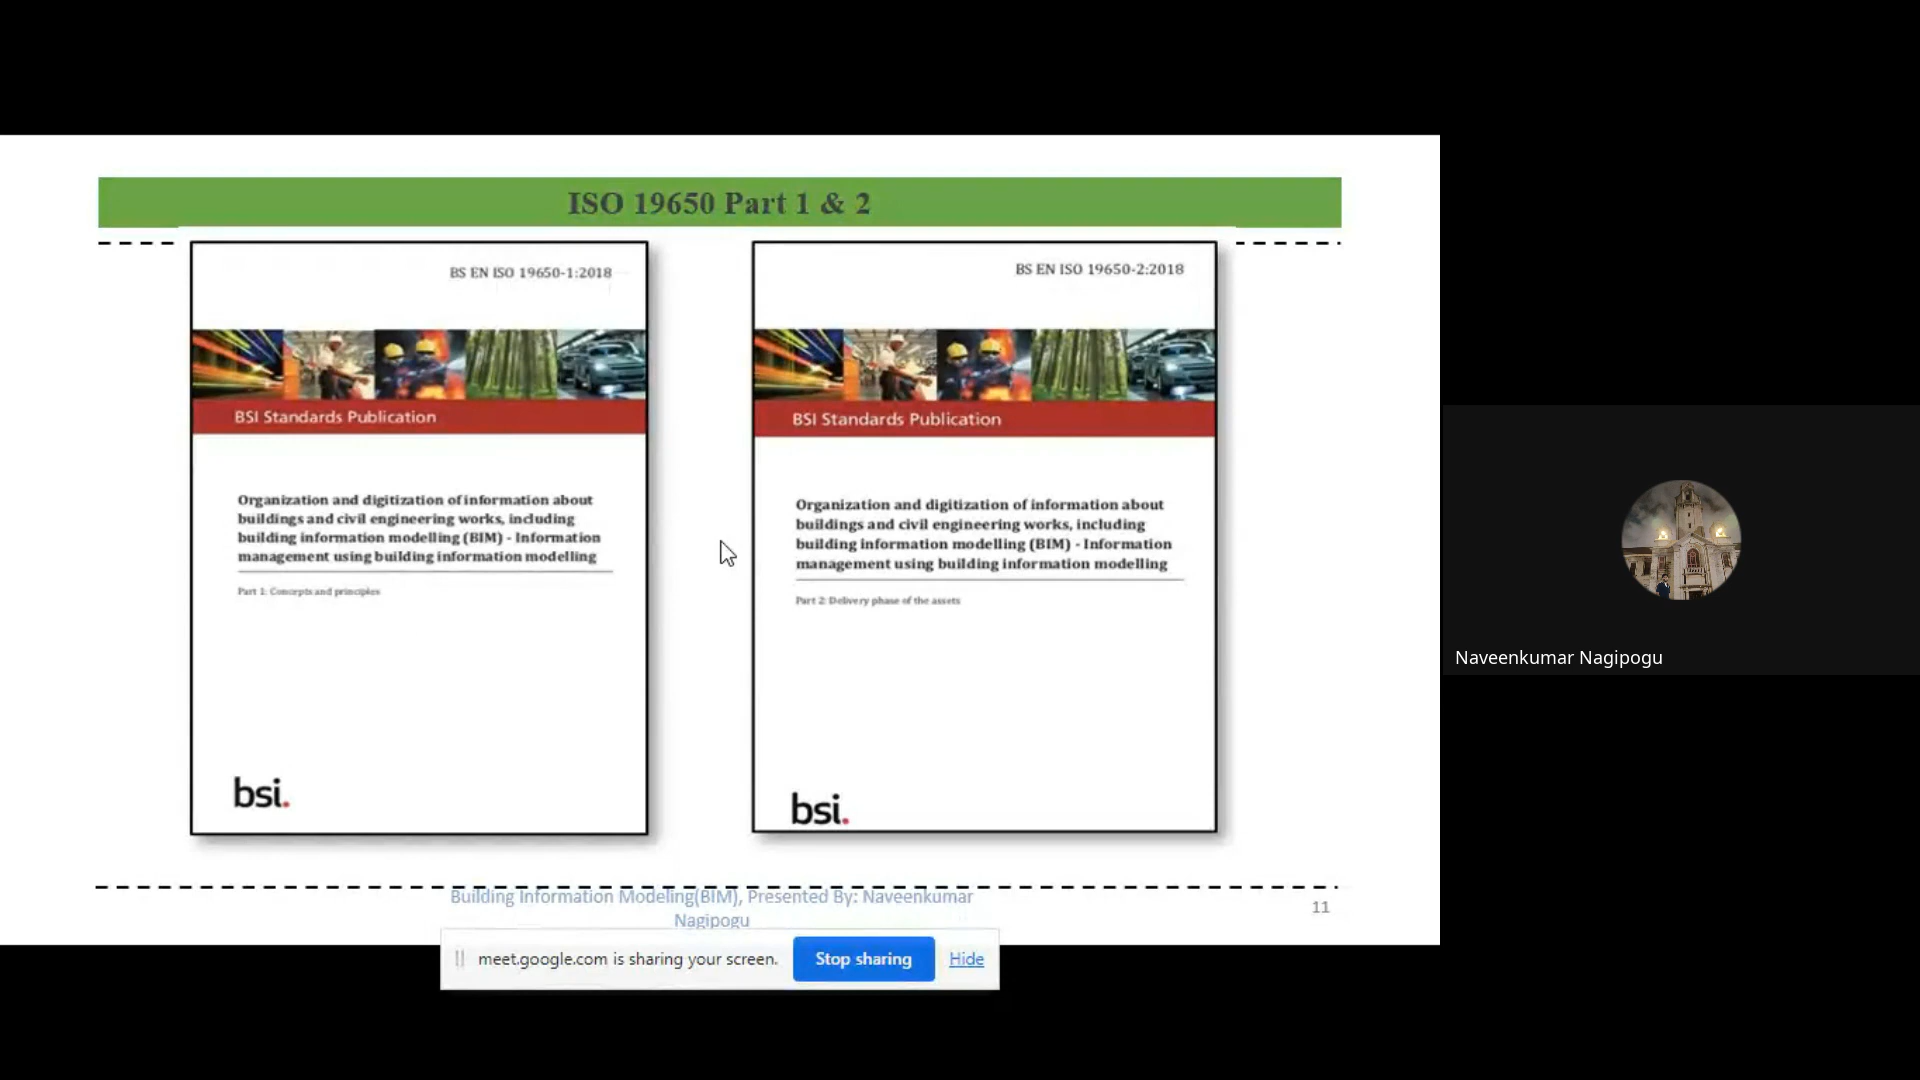 ISO 19650 Part 1 & 2
BS EN ISO 19650-1:2018
BSI Standards Publication
Organization and digitization of information about
buildings and civil engineering works, including
building information modelling (BIM) - Information
management using building information modelling
Part 1: Concepts and principles
bsi.
BS EN ISO 19650-2:2018
BSI Standards Publication
Organization and digitization of information about
buildings and civil engineering works, including
building information modelling (BIM) - Information
management using building information modelling
Part 2: Delivery phase of the assets
bsi.
Building Information Modeling(BIM), Presented By: Naveenkumar
Nagipogu
11
meet.google.com is sharing your screen.
Stop sharing
Hide
Naveenkumar Nagipogu